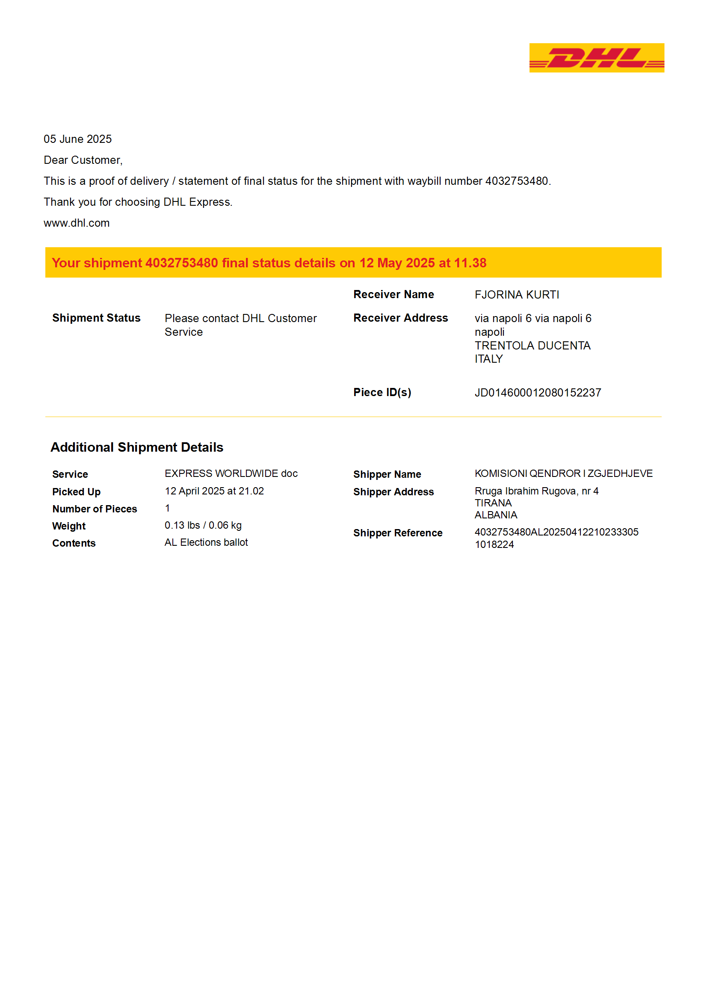 DHL
05 June 2025
Dear Customer,
This is a proof of delivery / statement of final status for the shipment with waybill number 4032753480.
Thank you for choosing DHL Express.
www.dhl.com
Your shipment 4032753480 final status details on 12 May 2025 at 11.38
Receiver Name FJORINA KURTI
Shipment Status Please contact DHL Customer
Service
Receiver Address via napoli 6 via napoli 6
napoli
TRENTOLA DUCENTA
ITALY
Piece ID(s) JD014600012080152237
Additional Shipment Details
Service EXPRESS WORLDWIDE doc
Picked Up 12 April 2025 at 21.02
Number of Pieces 1
Weight 0.13 lbs / 0.06 kg
Contents AL Elections ballot
Shipper Name KOMISIONI QENDROR I ZGJEDHJEVE
Shipper Address Rruga Ibrahim Rugova, nr 4
TIRANA
ALBANIA
Shipper Reference 4032753480AL20250412210233305
1018224